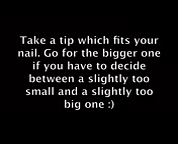 Take a tip which fits your
nail. Go for the bigger one
if you have to decide
between a slightly too
small and a slightly too
big one :)